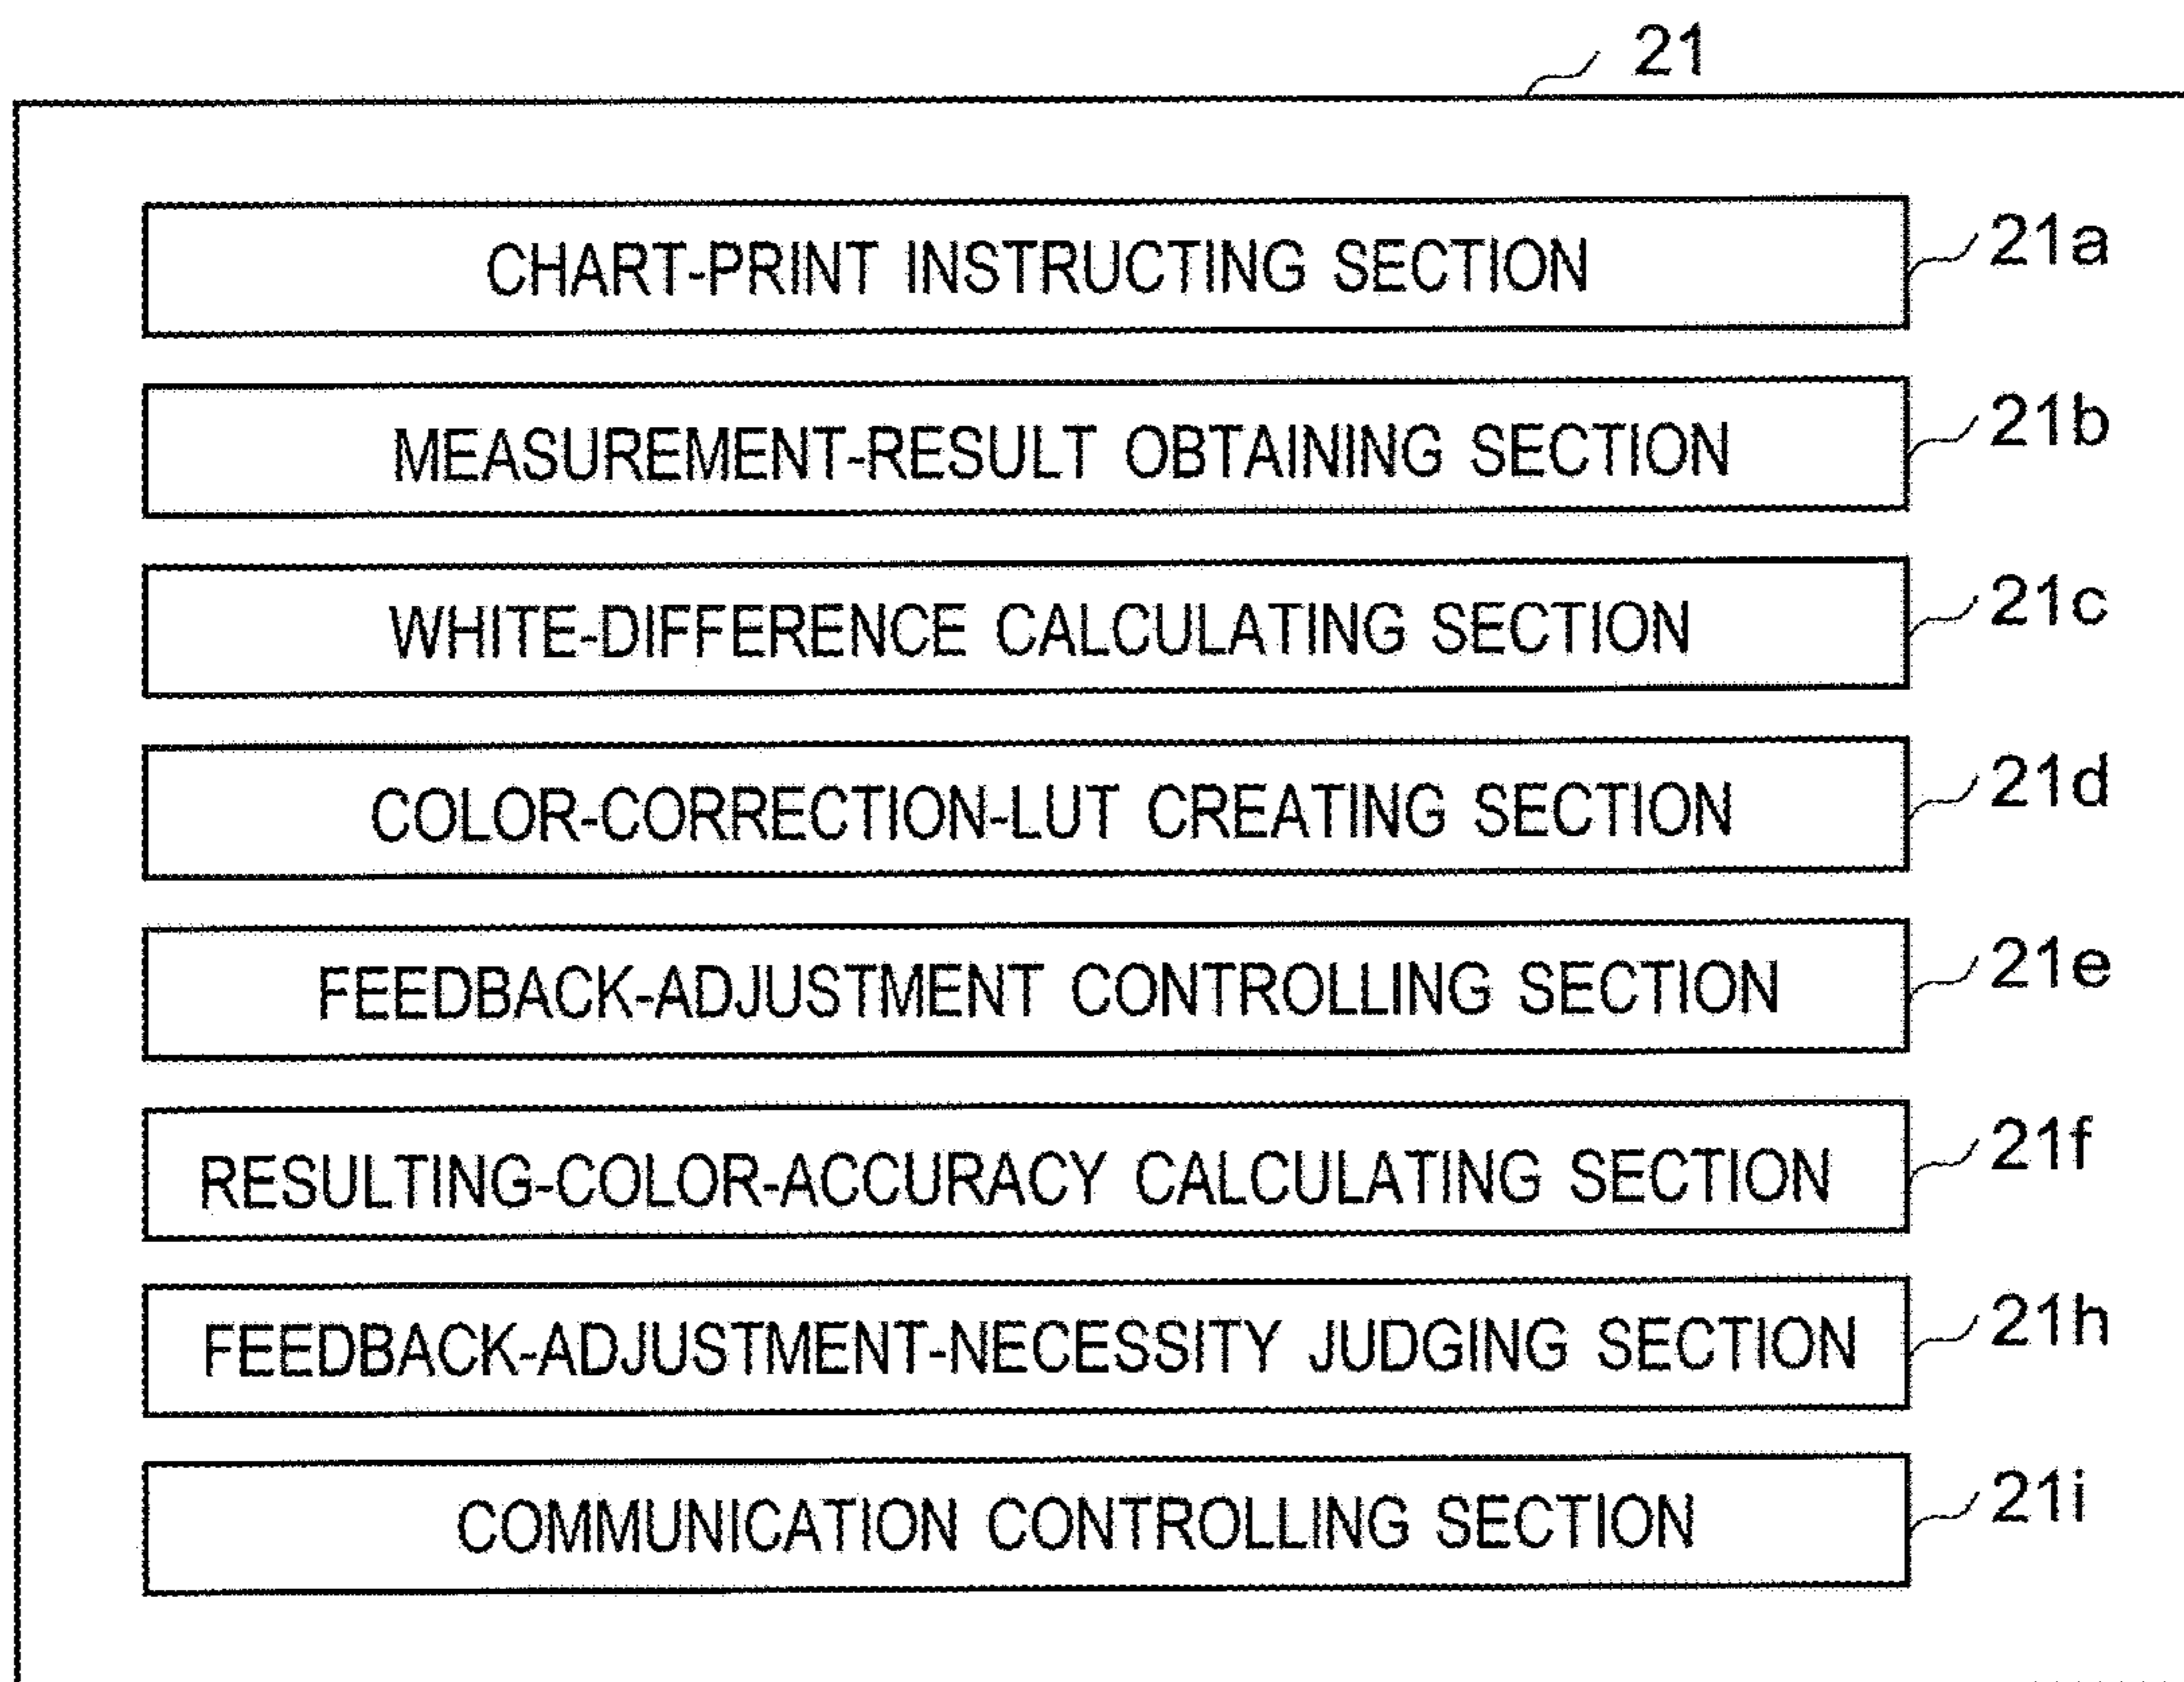 21
CHART-PRINT INSTRUCTING SECTION 21a
MEASUREMENT-RESULT OBTAINING SECTION 21b
WHITE-DIFFERENCE CALCULATING SECTION 21c
COLOR-CORRECTION-LUT CREATING SECTION 21d
FEEDBACK-ADJUSTMENT CONTROLLING SECTION 21e
RESULTING-COLOR-ACCURACY CALCULATING SECTION 21f
FEEDBACK-ADJUSTMENT-NECESSITY JUDGING SECTION 21h
COMMUNICATION CONTROLLING SECTION 21i